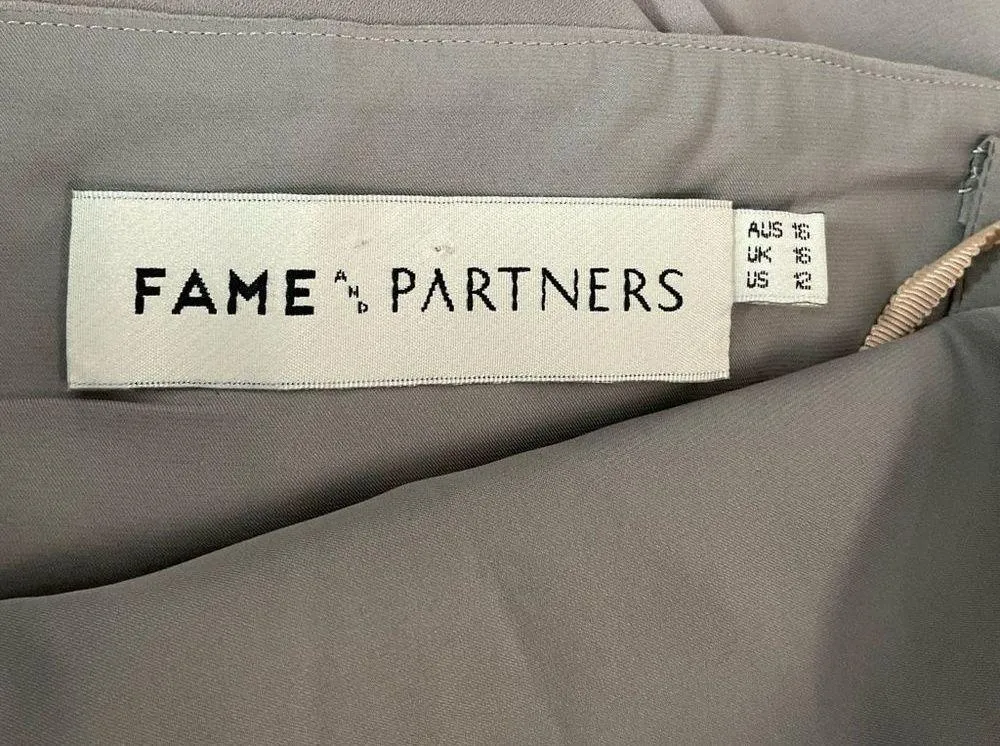 FAME AND PARTNERS
AUS 16
UK 16
US 12